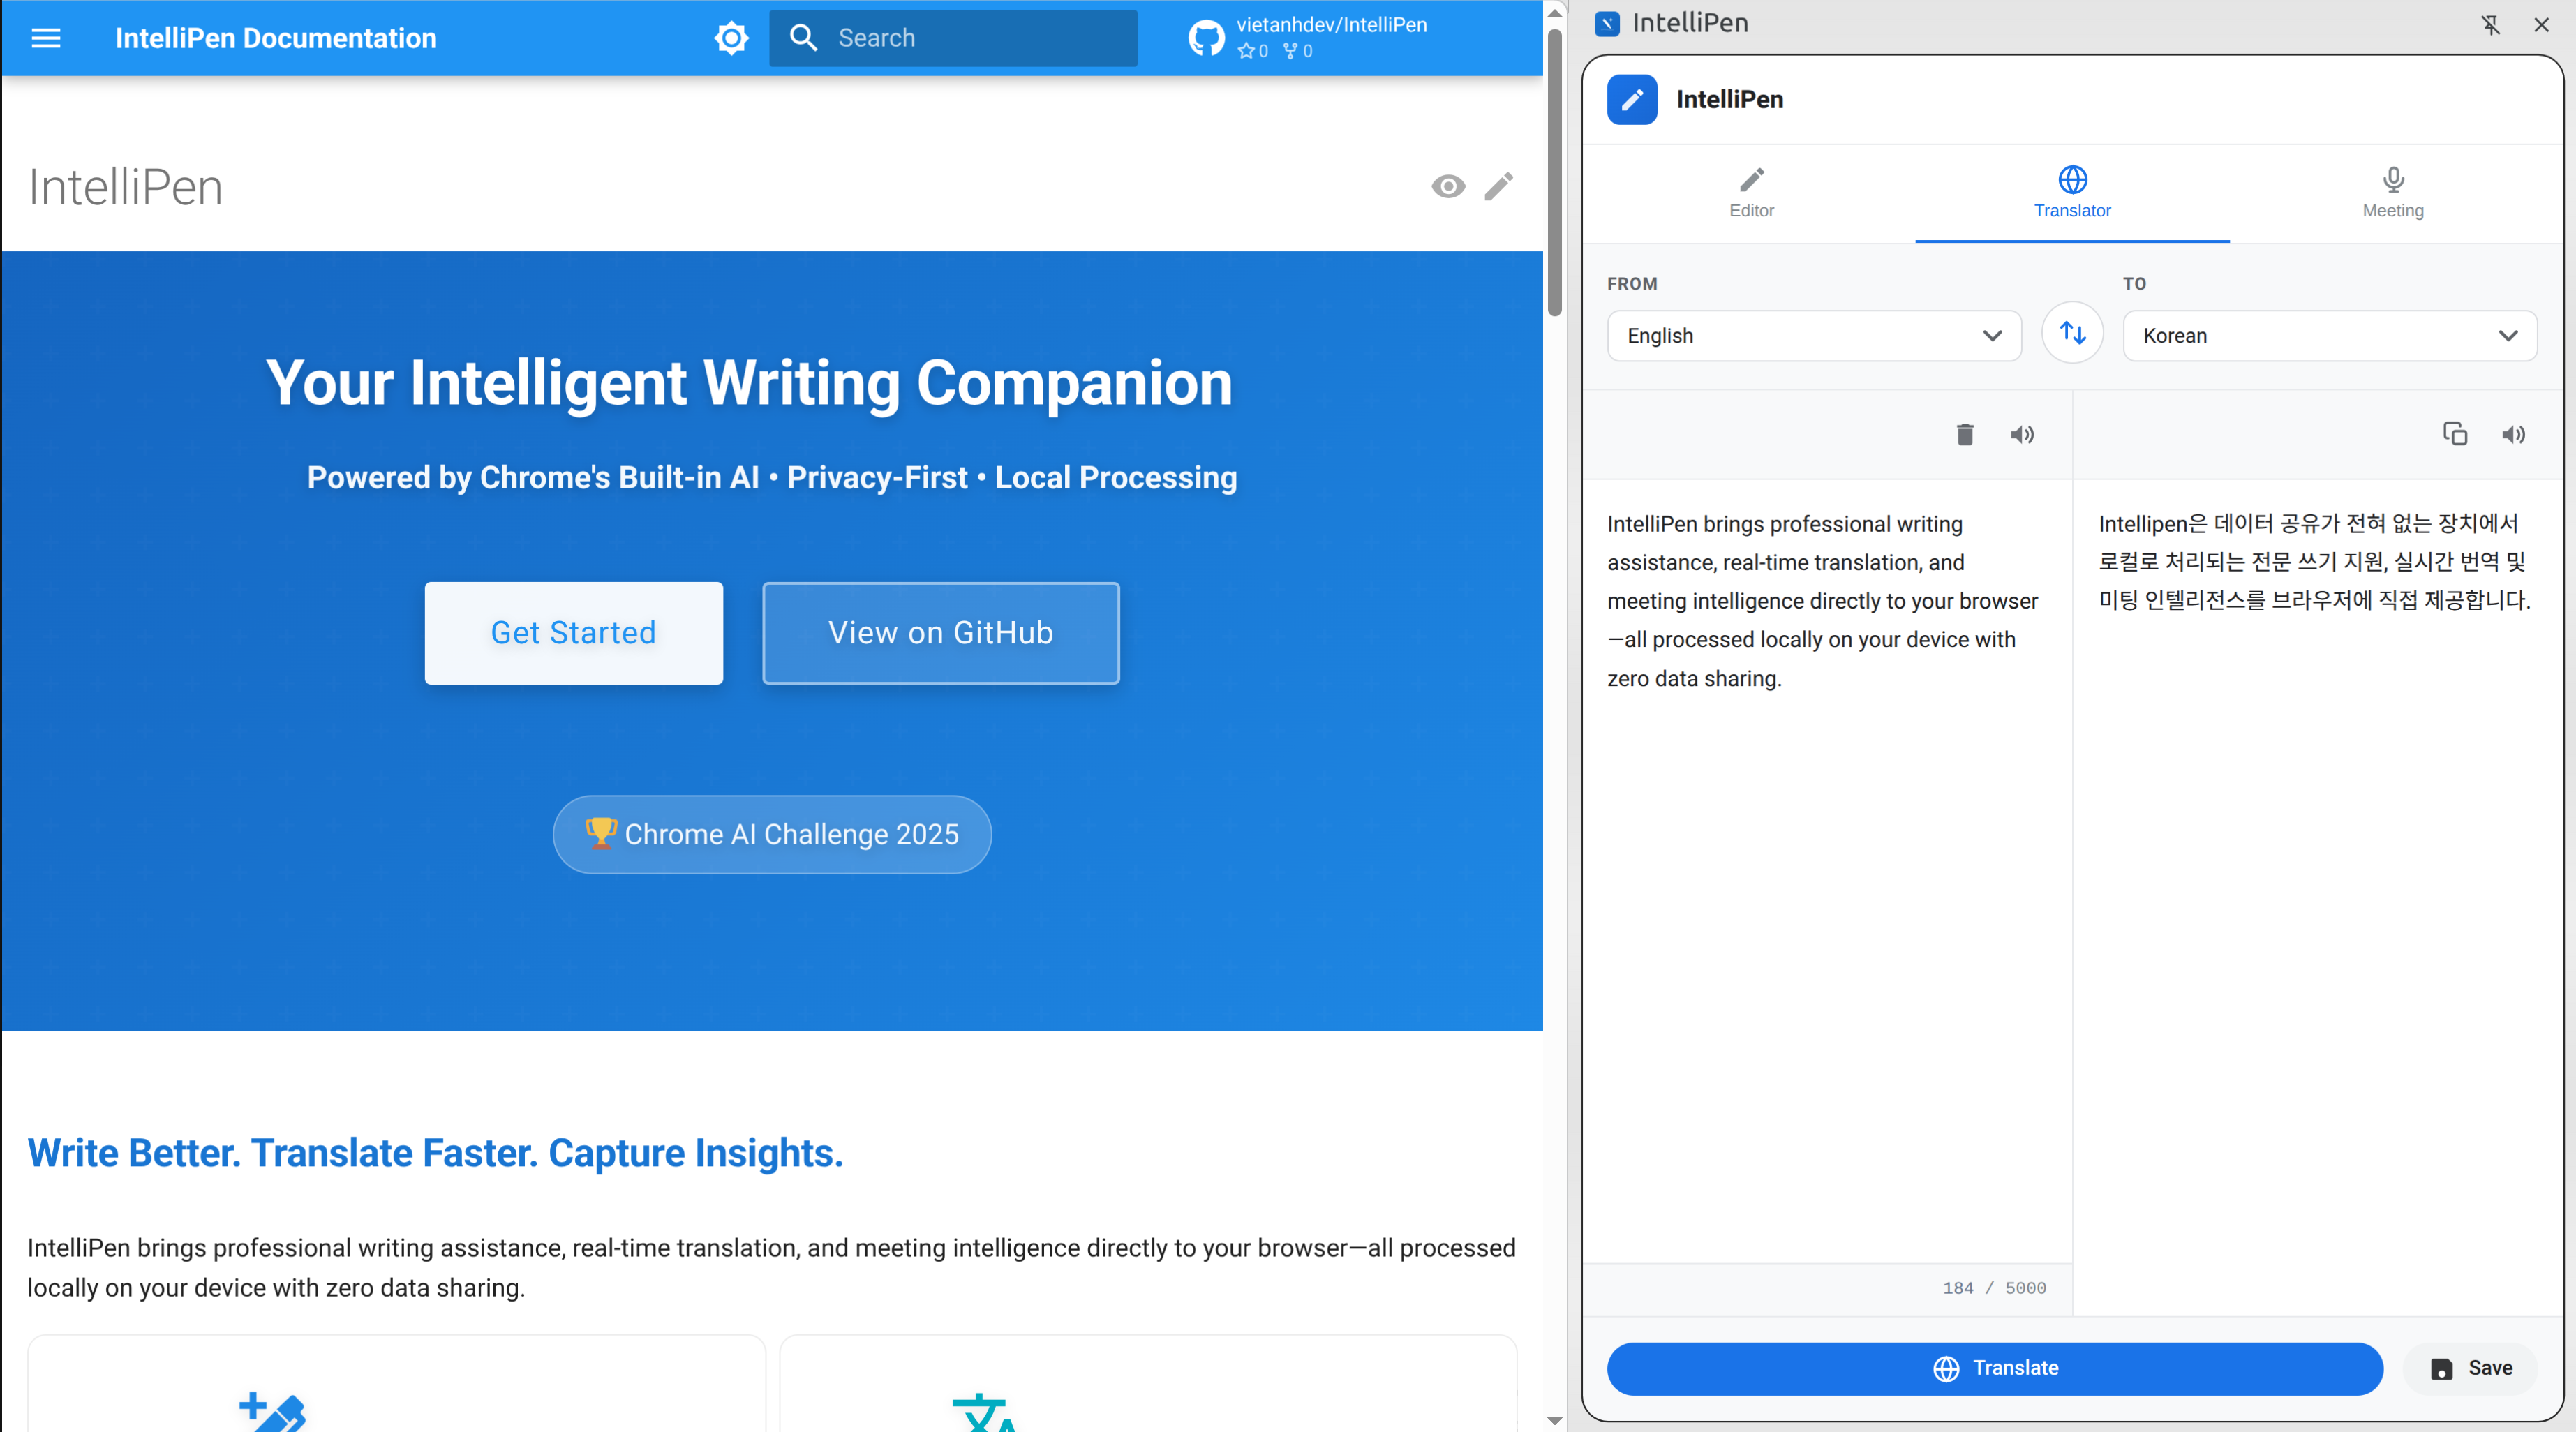 IntelliPen Documentation
Search
vietanhdev/IntelliPen
0 0
IntelliPen
Your Intelligent Writing Companion
Powered by Chrome's Built-in AI • Privacy-First • Local Processing
Get Started
View on GitHub
🏆 Chrome AI Challenge 2025
Write Better. Translate Faster. Capture Insights.
IntelliPen brings professional writing assistance, real-time translation, and meeting intelligence directly to your browser—all processed
locally on your device with zero data sharing.
IntelliPen
IntelliPen
Editor
Translator
Meeting
FROM
English
TO
Korean
IntelliPen brings professional writing
assistance, real-time translation, and
meeting intelligence directly to your browser
—all processed locally on your device with
zero data sharing.
184 / 5000
Intellipen은 데이터 공유가 전혀 없는 장치에서
로컬로 처리되는 전문 쓰기 지원, 실시간 번역 및
미팅 인텔리전스를 브라우저에 직접 제공합니다.
Translate
Save